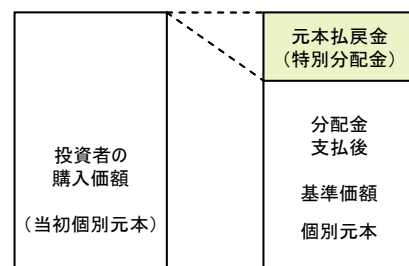 投資者の
購入価額
（当初個別元本）
元本払戻金
（特別分配金）
分配金
支払後
基準価額
個別元本